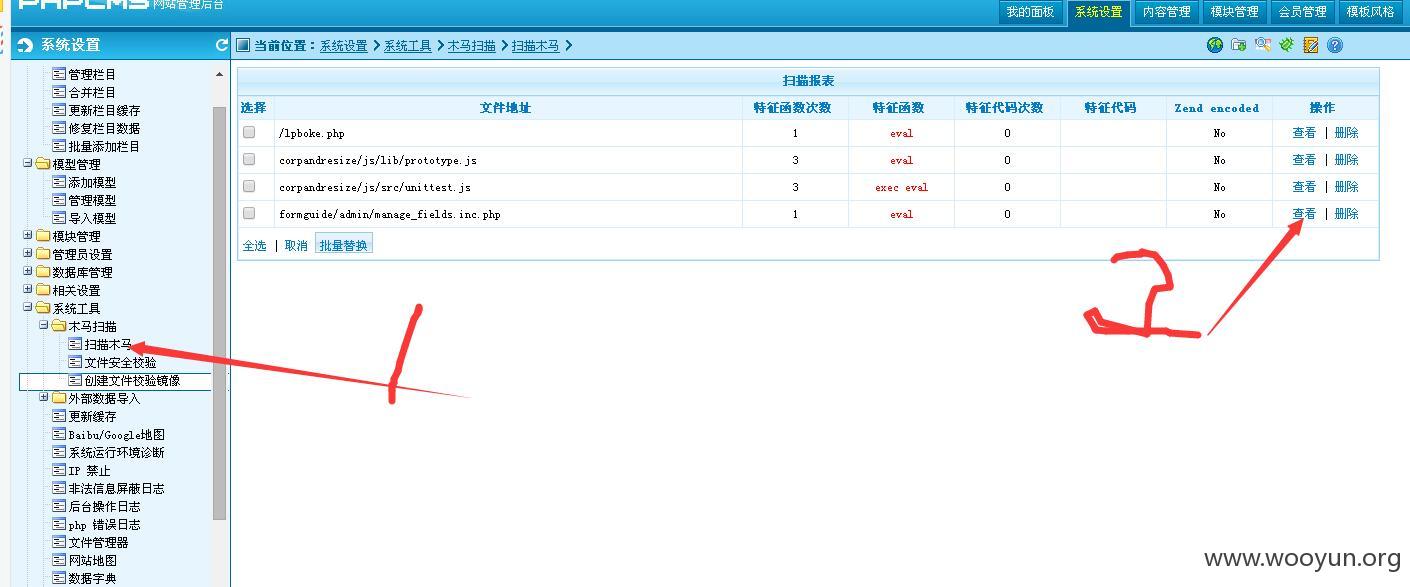 PHPCMS 网站管理后台
我的面板 系统设置 内容管理 模块管理 会员管理 模板风格
系统设置
当前位置：系统设置 > 系统工具 > 木马扫描 > 扫描木马 >
管理栏目
合并栏目
更新栏目缓存
修复栏目数据
批量添加栏目
模型管理
添加模型
管理模型
导入模型
模块管理
管理员设置
数据库管理
相关设置
系统工具
木马扫描
扫描木马
文件安全校验
创建文件校验镜像
外部数据导入
更新缓存
Baibu/Google地图
系统运行环境诊断
IP 禁止
非法信息屏蔽日志
后台操作日志
php 错误日志
文件管理器
网站地图
数据字典
扫描报表
选择 文件地址 特征函数次数 特征函数 特征代码次数 特征代码 Zend encoded 操作
/lpboke.php 1 eval 0 No 查看 | 删除
corpandresize/js/lib/prototype.js 3 eval 0 No 查看 | 删除
corpandresize/js/src/unittest.js 3 exec eval 0 No 查看 | 删除
formguide/admin/manage_fields.inc.php 1 eval 0 No 查看 | 删除
全选 | 取消 批量替换
1
2
www.wooyun.org